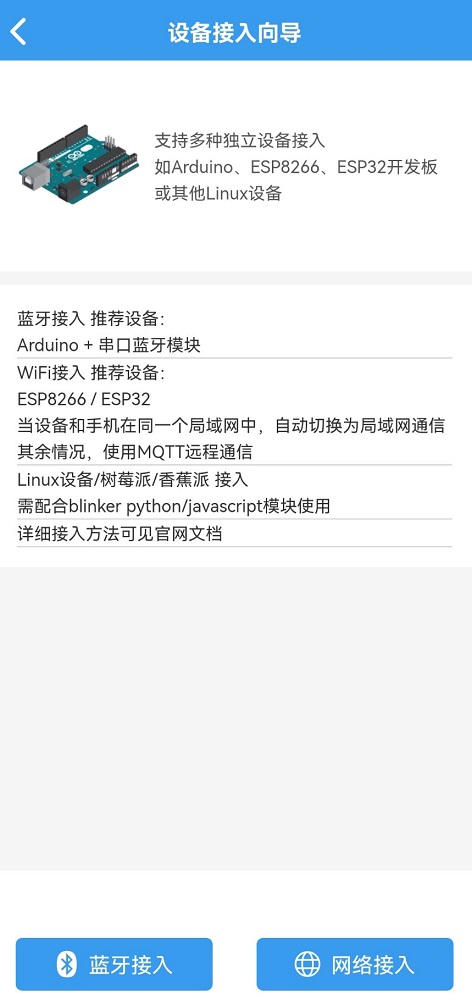 设备接入向导
支持多种独立设备接入
如Arduino、ESP8266、ESP32开发板
或其他Linux设备
蓝牙接入 推荐设备：
Arduino + 串口蓝牙模块
WiFi接入 推荐设备：
ESP8266 / ESP32
当设备和手机在同一个局域网中，自动切换为局域网通信
其余情况，使用MQTT远程通信
Linux设备/树莓派/香蕉派 接入
需配合blinker python/javascript模块使用
详细接入方法可见官网文档
蓝牙接入
网络接入